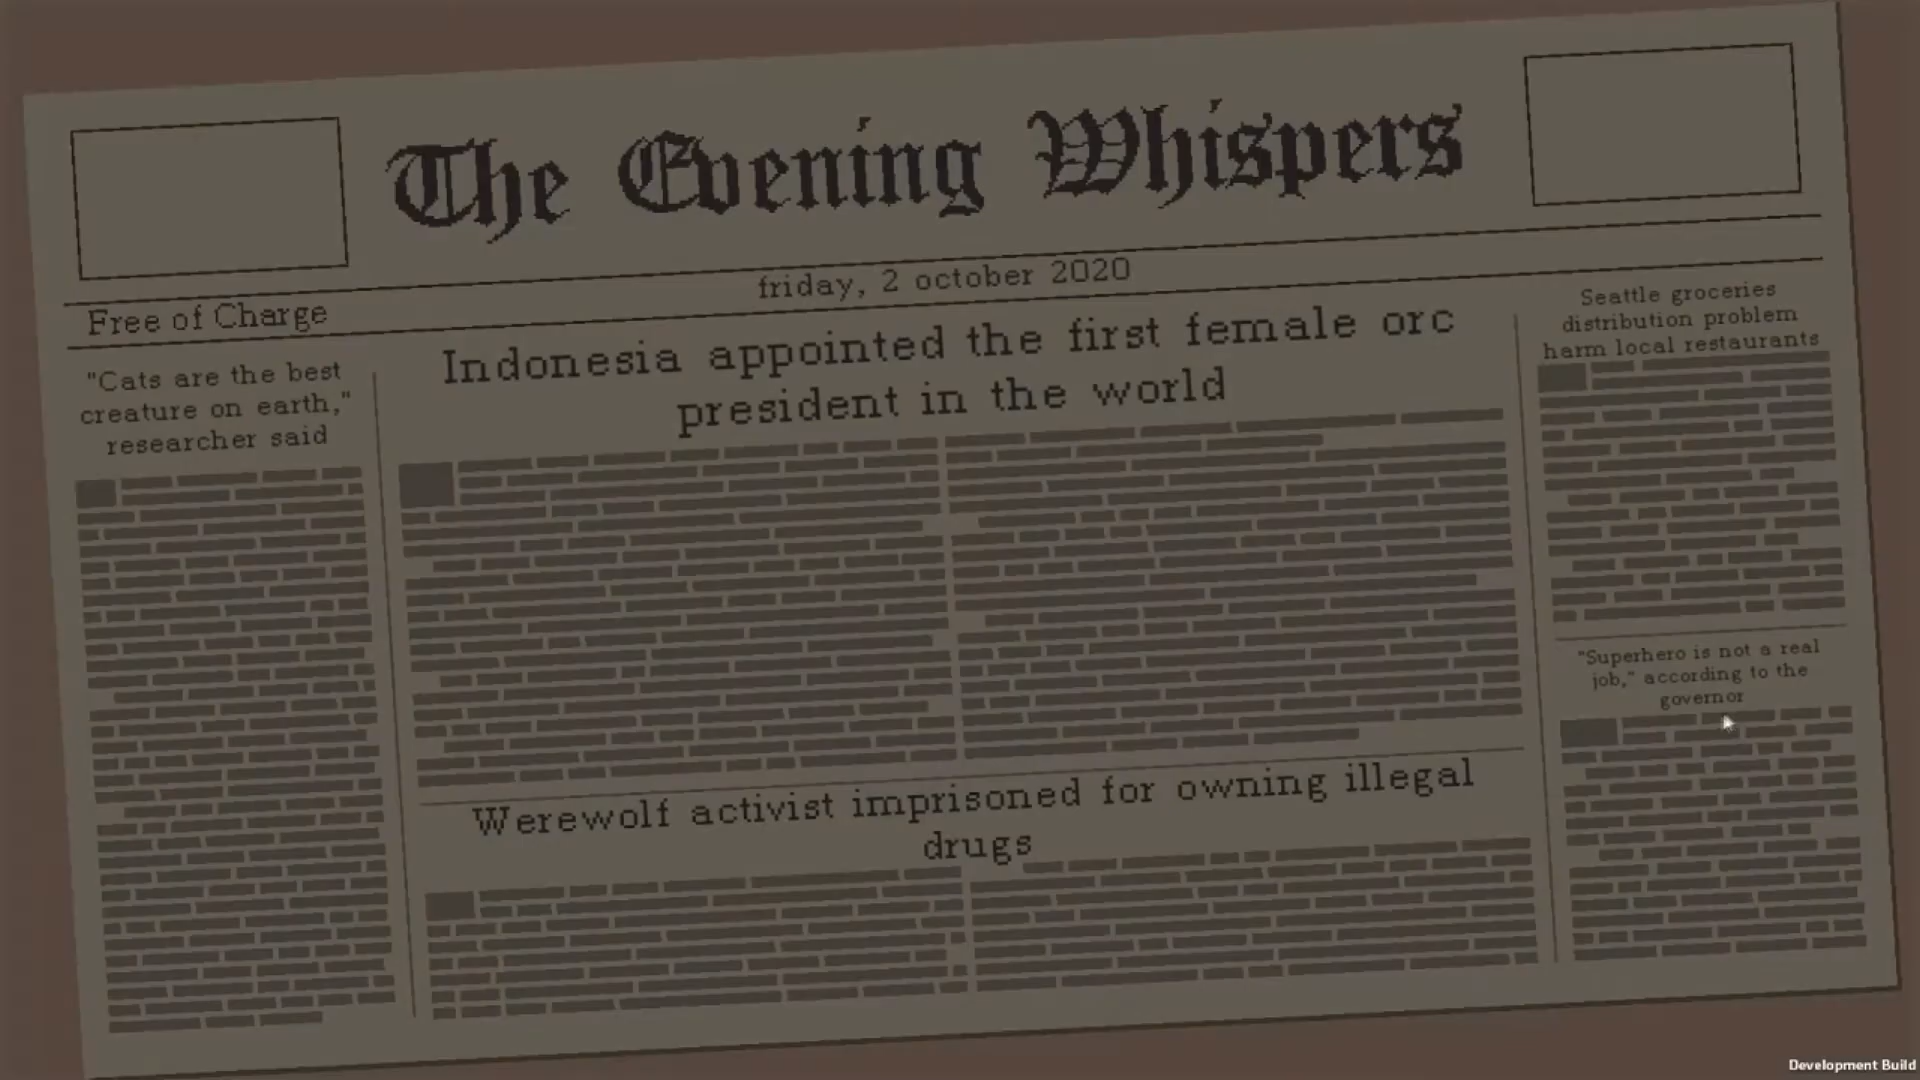 The Evening Whispers
friday, 2 october 2020
Free of Charge
"Cats are the best
creature on earth,"
researcher said
Indonesia appointed the first female orc
president in the world
Werewolf activist imprisoned for owning illegal
drugs
Seattle groceries
distribution problem
harm local restaurants
"Superhero is not a real
job," according to the
governor
Development Build